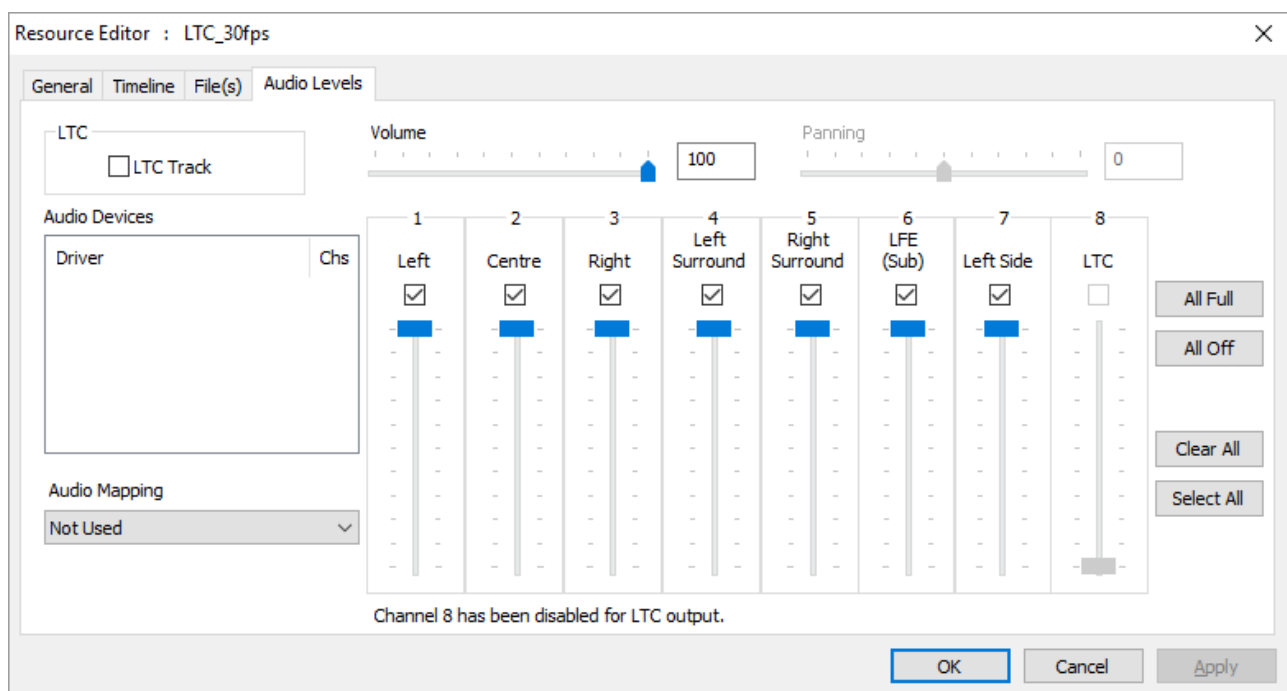 Resource Editor : LTC_30fps
General Timeline File(s) Audio Levels
LTC
LTC Track
Volume
100
Panning
0
Audio Devices
Driver Chs
1 2 3 4 5 6 7 8
Left Centre Right Left Surround Right Surround LFE (Sub) Left Side LTC
All Full
All Off
Clear All
Select All
Audio Mapping
Not Used
Channel 8 has been disabled for LTC output.
OK Cancel Apply